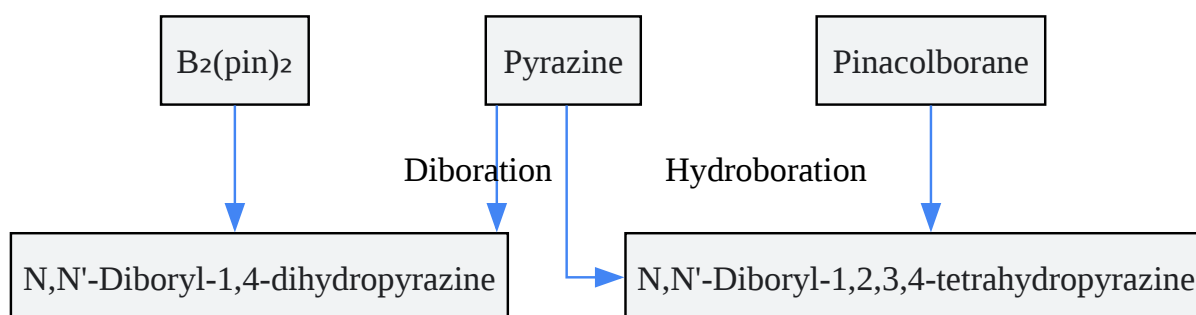 B₂(pin)₂
Pyrazine
Pinacolborane
Diboration
Hydroboration
N,N'-Diboryl-1,4-dihydropyrazine
N,N'-Diboryl-1,2,3,4-tetrahydropyrazine